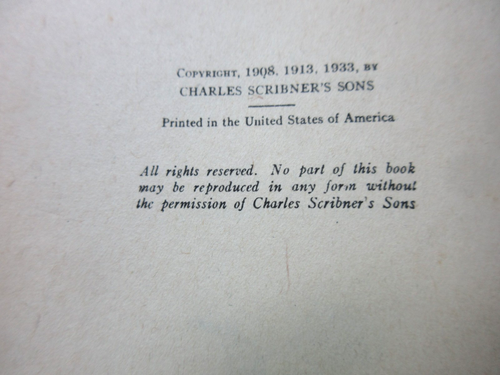 COPYRIGHT, 1908, 1913, 1933, BY
CHARLES SCRIBNER'S SONS
Printed in the United States of America
All rights reserved. No part of this book
may be reproduced in any form without
the permission of Charles Scribner's Sons